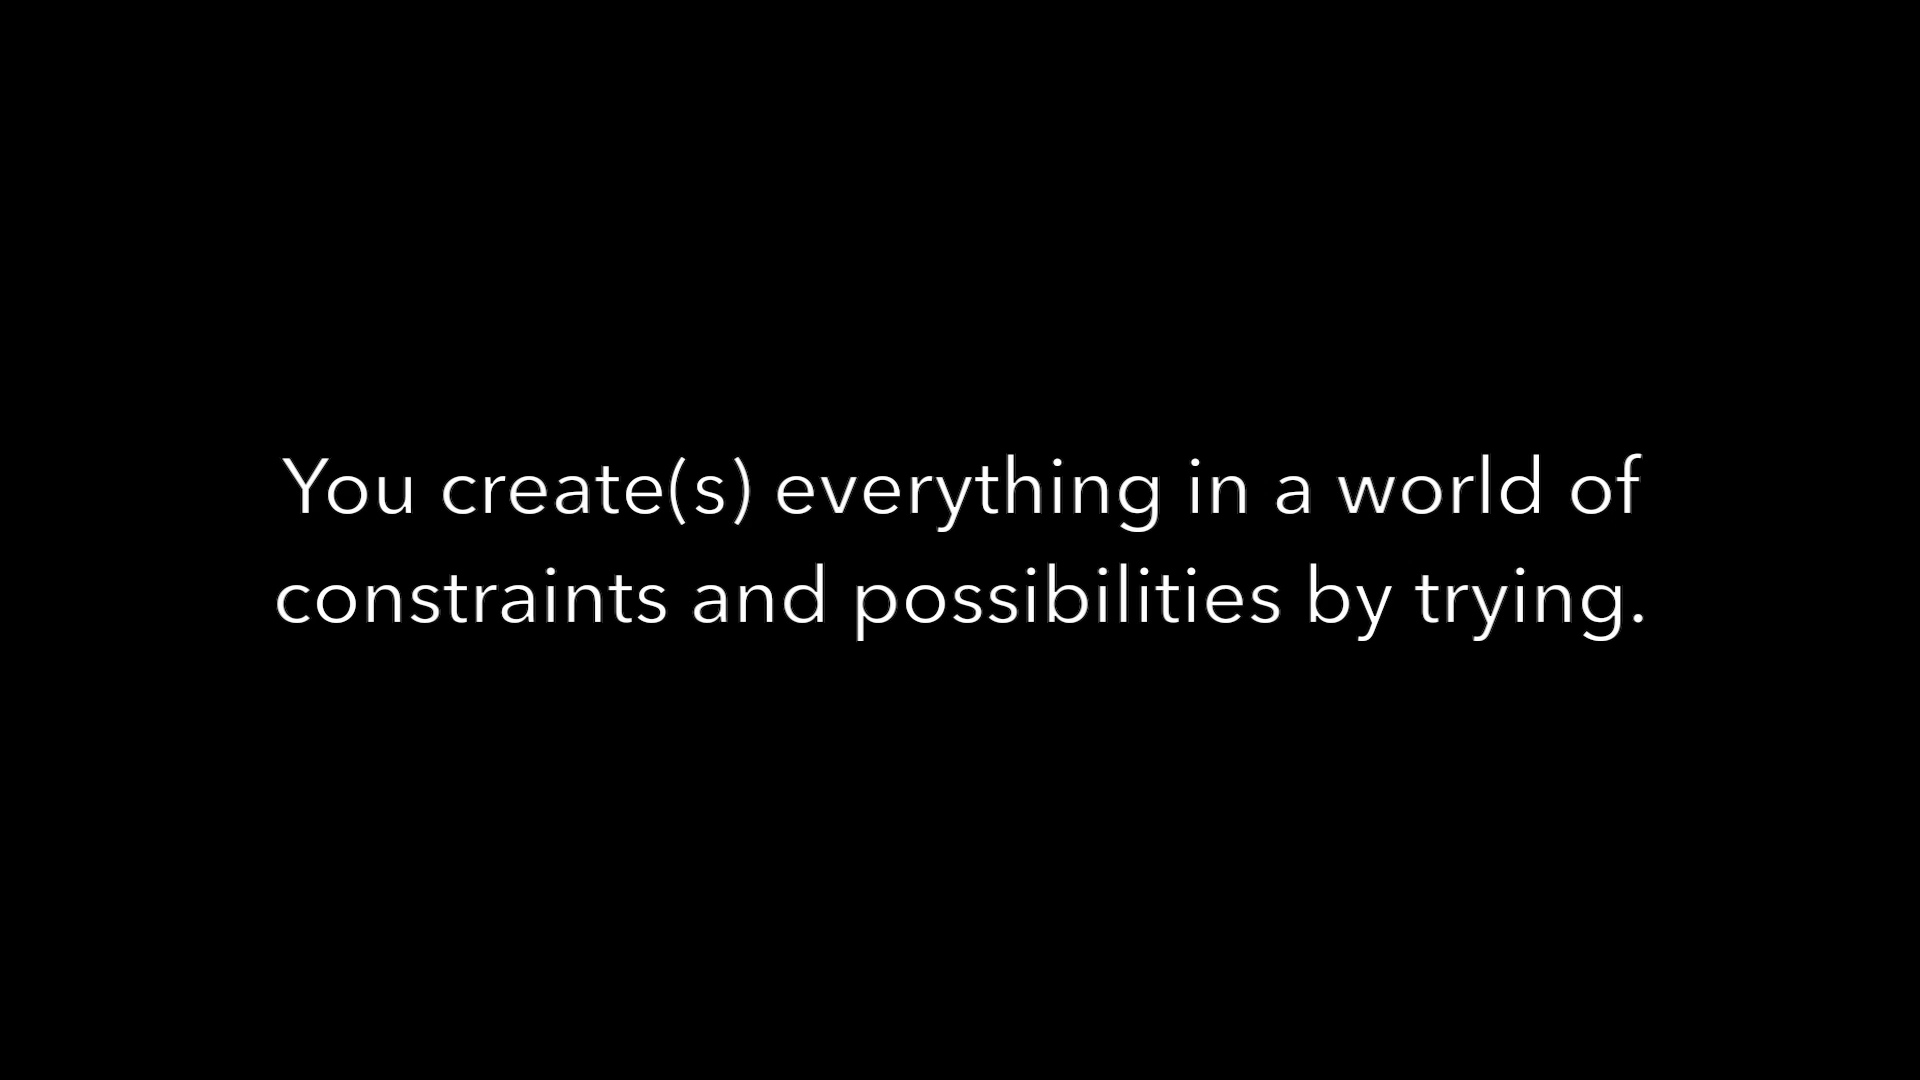 You create(s) everything in a world of
constraints and possibilities by trying.